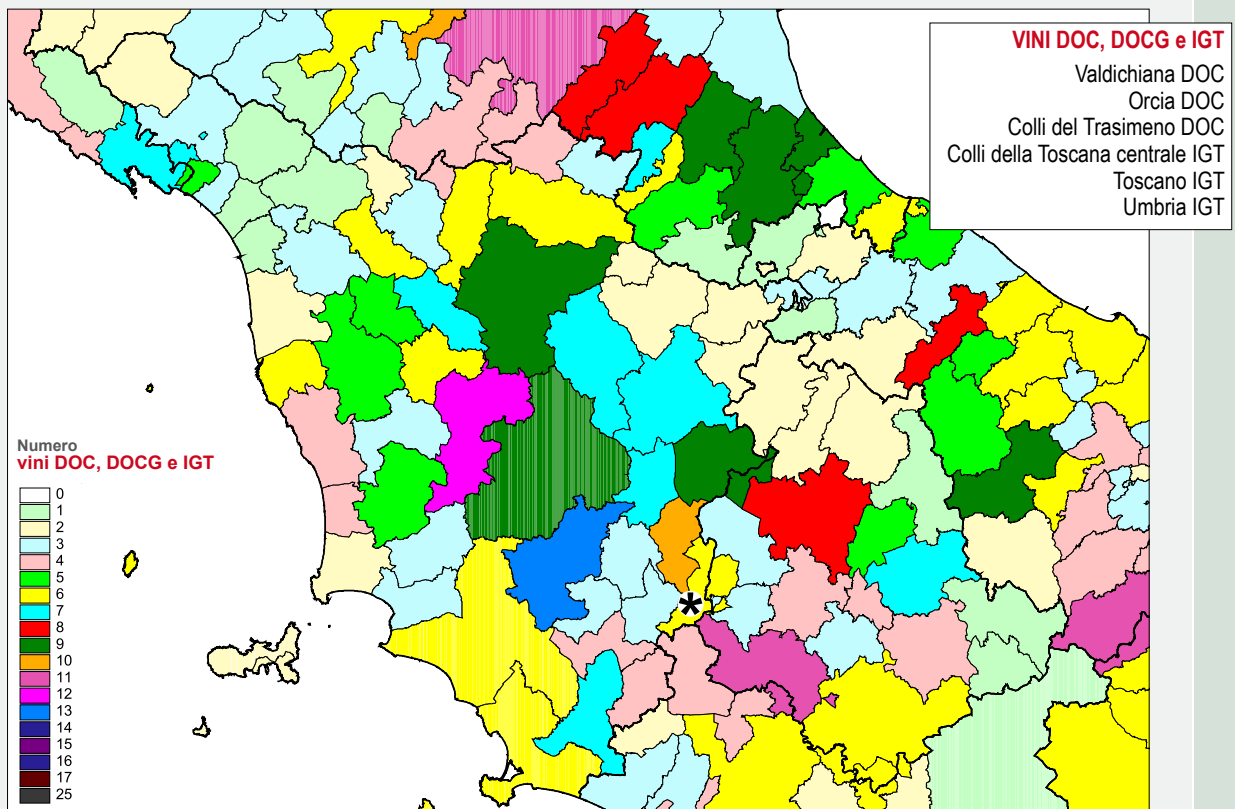 VINI DOC, DOCG e IGT
Valdichiana DOC
Orcia DOC
Colli del Trasimeno DOC
Colli della Toscana centrale IGT
Toscano IGT
Umbria IGT
*
Numero
vini DOC, DOCG e IGT
0
1
2
3
4
5
6
7
8
9
10
11
12
13
14
15
16
17
25